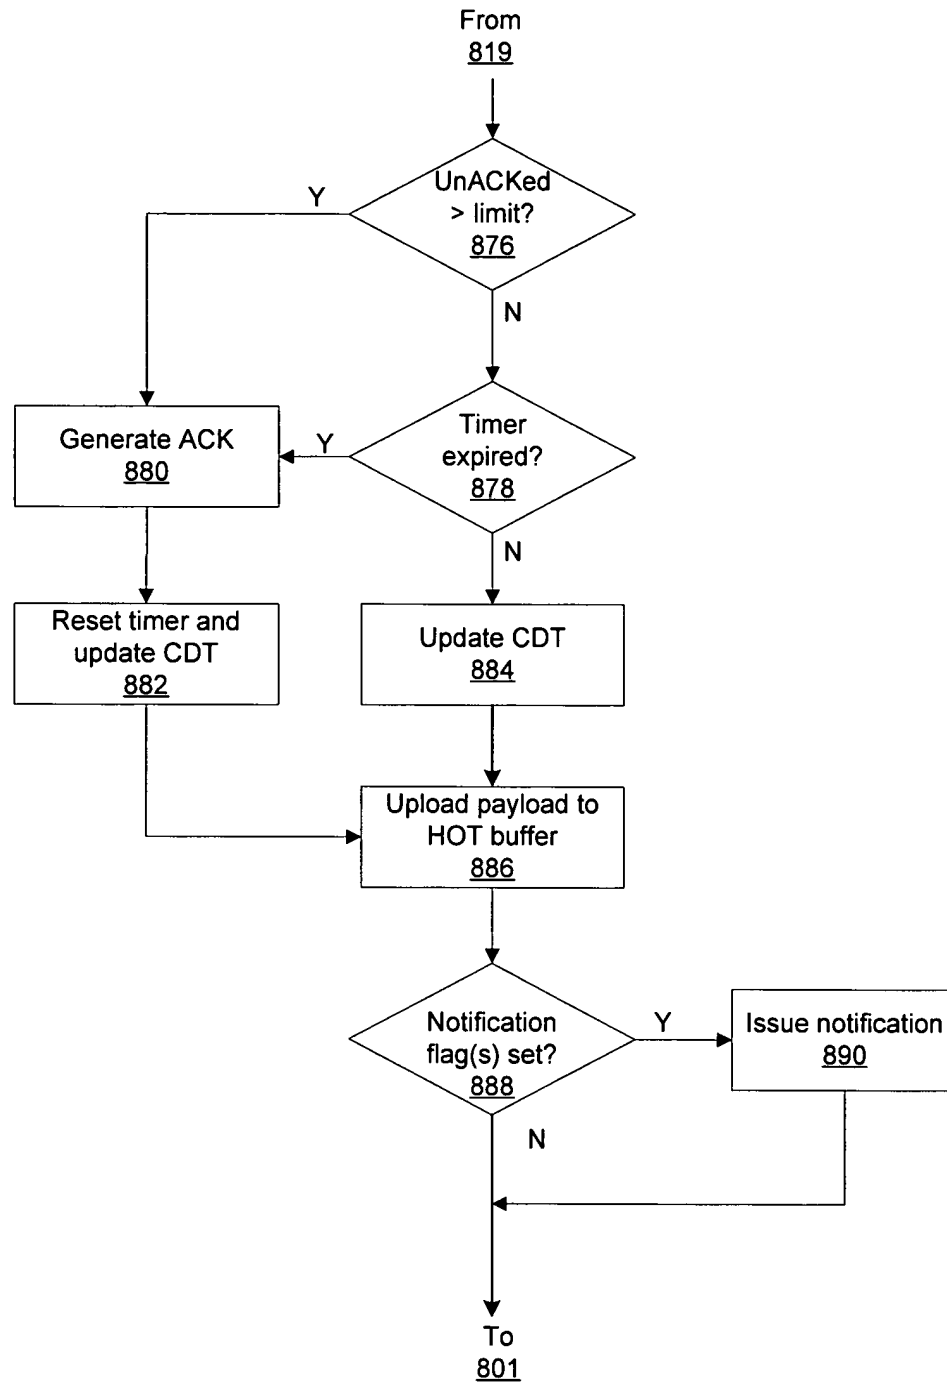 From
819
UnACKed
> limit?
876
Y
N
Timer
expired?
878
Y
Generate ACK
880
N
Reset timer and
update CDT
882
Update CDT
884
Upload payload to
HOT buffer
886
Notification
flag(s) set?
888
Y
Issue notification
890
N
To
801